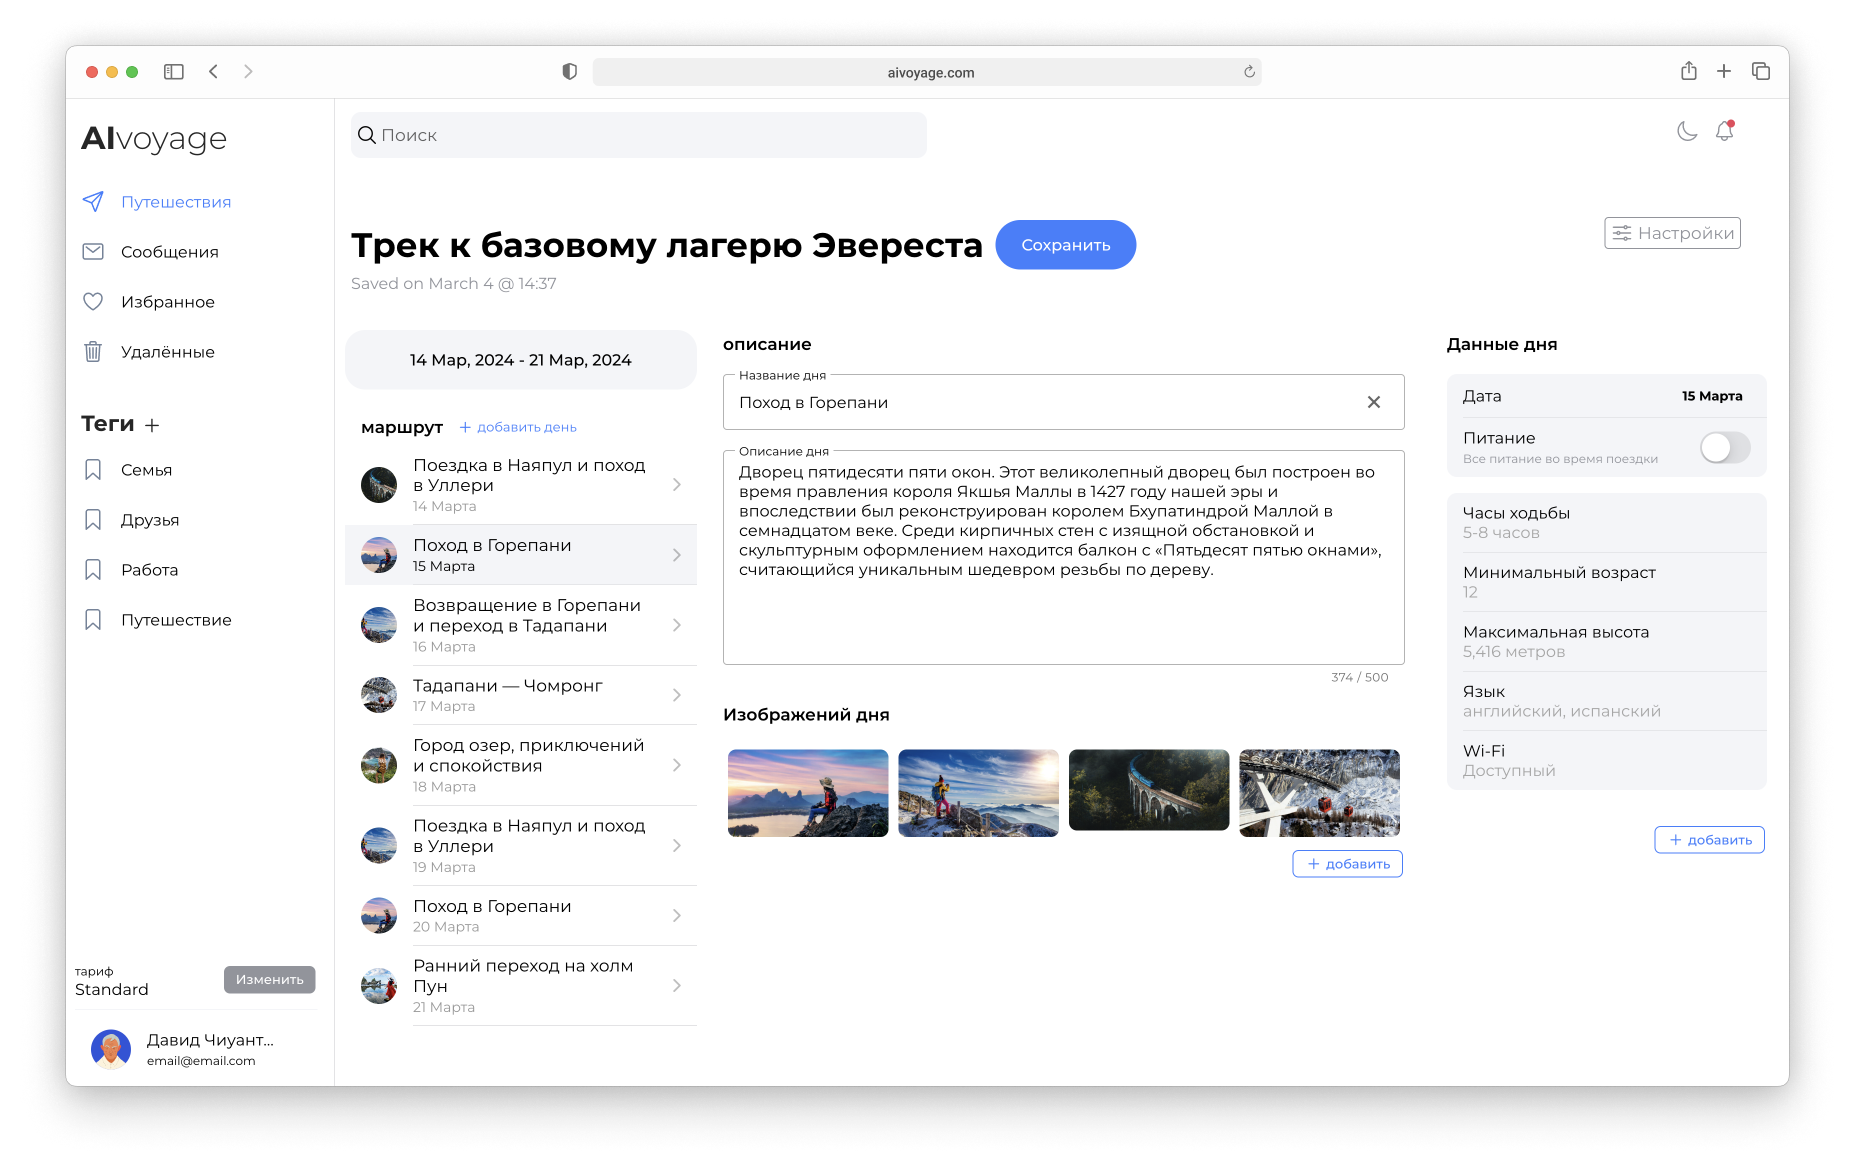 aivoyage.com
AIvoyage
Поиск
Путешествия
Сообщения
Избранное
Удалённые
Теги
Семья
Друзья
Работа
Путешествие
тариф
Standard
Изменить
Давид Чиуант...
email@email.com
Трек к базовому лагерю Эвереста
Сохранить
Настройки
Saved on March 4 @ 14:37
14 Мар, 2024 - 21 Мар, 2024
маршрут
+ добавить день
Поездка в Наяпул и поход
в Уллери
14 Марта
Поход в Горепани
15 Марта
Возвращение в Горепани
и переход в Тадапани
16 Марта
Тадапани — Чомронг
17 Марта
Город озер, приключений
и спокойствия
18 Марта
Поездка в Наяпул и поход
в Уллери
19 Марта
Поход в Горепани
20 Марта
Ранний переход на холм
Пун
21 Марта
описание
Название дня
Поход в Горепани
Описание дня
Дворец пятидесяти пяти окон. Этот великолепный дворец был построен во
время правления короля Якшья Маллы в 1427 году нашей эры и
впоследствии был реконструирован королем Бхупатиндрой Маллой в
семнадцатом веке. Среди кирпичных стен с изящной обстановкой и
скульптурным оформлением находится балкон с «Пятьдесят пятью окнами»,
считающийся уникальным шедевром резьбы по дереву.
374 / 500
Изображений дня
+ добавить
Данные дня
Дата 15 Марта
Питание
Все питание во время поездки
Часы ходьбы
5-8 часов
Минимальный возраст
12
Максимальная высота
5,416 метров
Язык
английский, испанский
Wi-Fi
Доступный
+ добавить